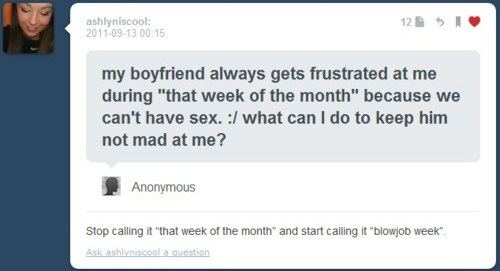 ashlyniscool:
12
2011-09-13 00:15
my boyfriend always gets frustrated at me
during "that week of the month" because we
can't have sex. :/ what can I do to keep him
not mad at me?
Anonymous
Stop calling it “that week of the month” and start calling it “blowjob week”.
Ask ashlyniscool a question